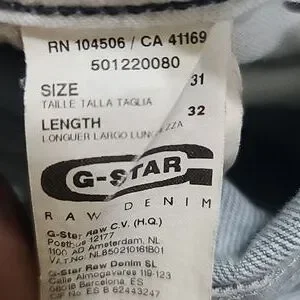 RN 104506 / CA 41169
501220080
SIZE 31
TAILLE TALLA TAGLIA
LENGTH 32
LONGUER LARGO LUNGHEZZA
G-STAR
RAW DENIM
G-Star Raw C.V. (H.Q.)
Postbus 12177
1100 AD Amsterdam, NL
V.A.T.No. NL850210161B01
G-Star Raw Denim SL
Calle Almogavares 119-123
08018 Barcelona, ES
CIF No ES B 62443247